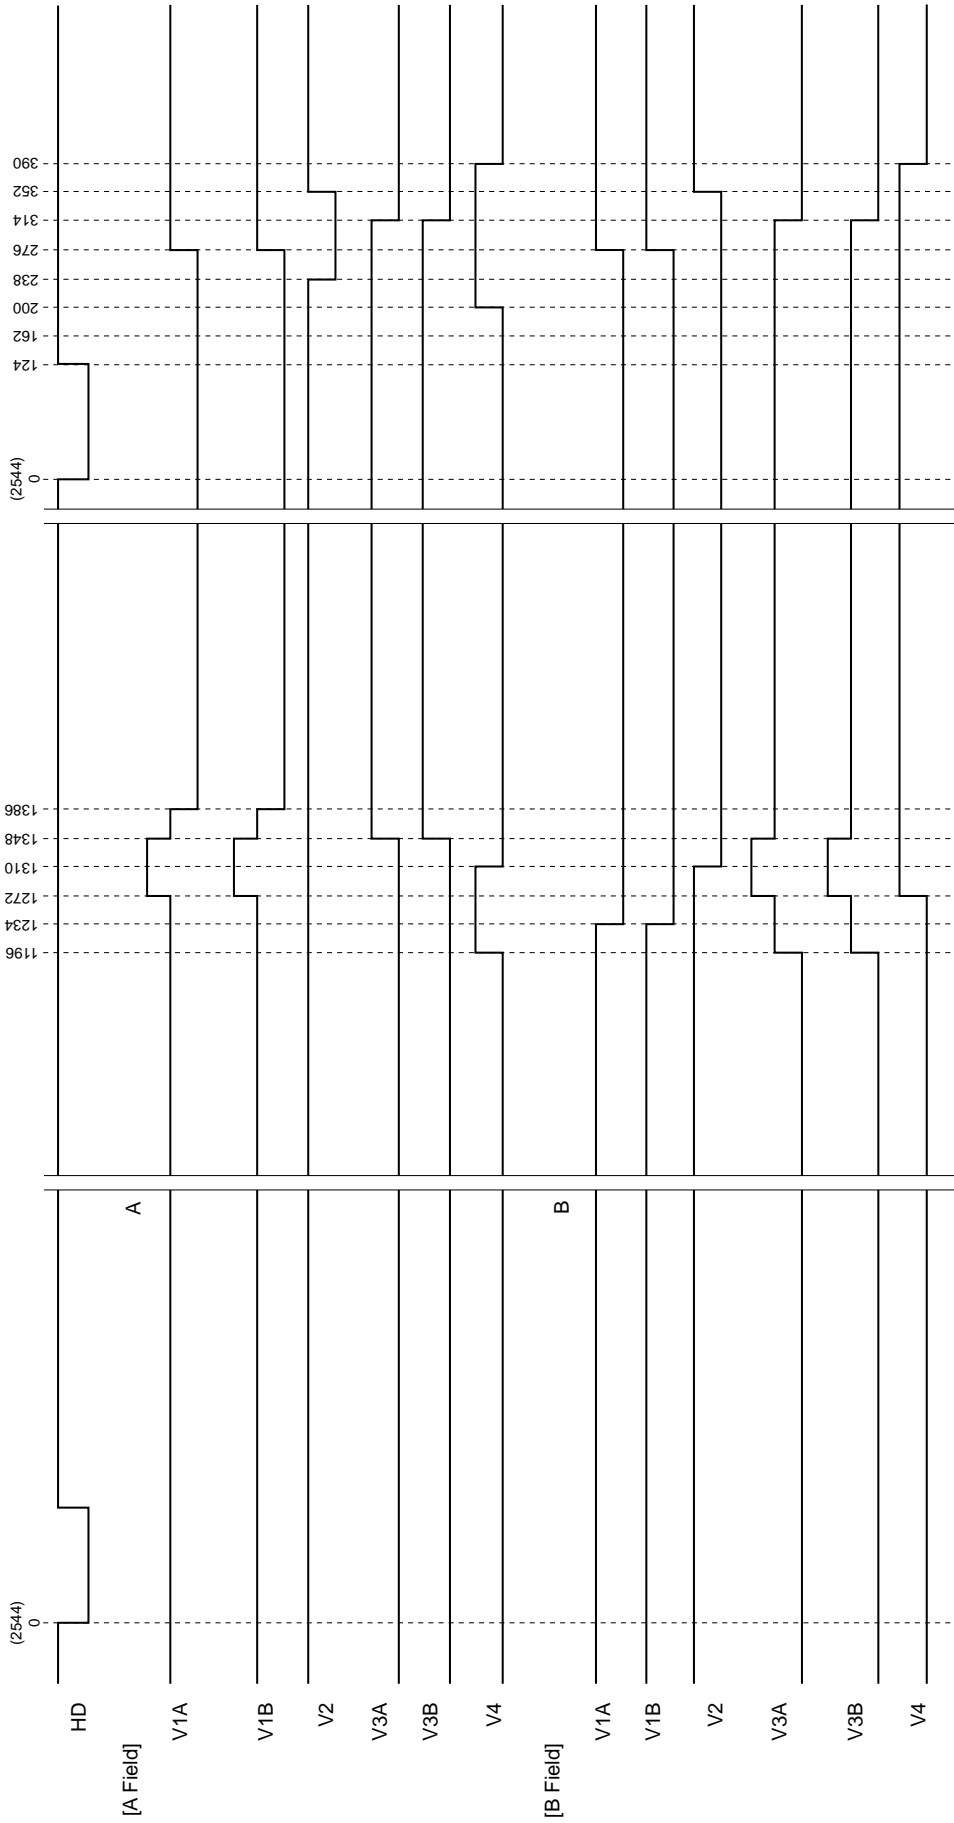 HD
[A Field]
V1A
V1B
V2
V3A
V3B
V4
[B Field]
V1A
V1B
V2
V3A
V3B
V4
(2544)
0
A
B
1196
1234
1272
1310
1348
1386
(2544)
0
124
162
200
238
276
314
352
390